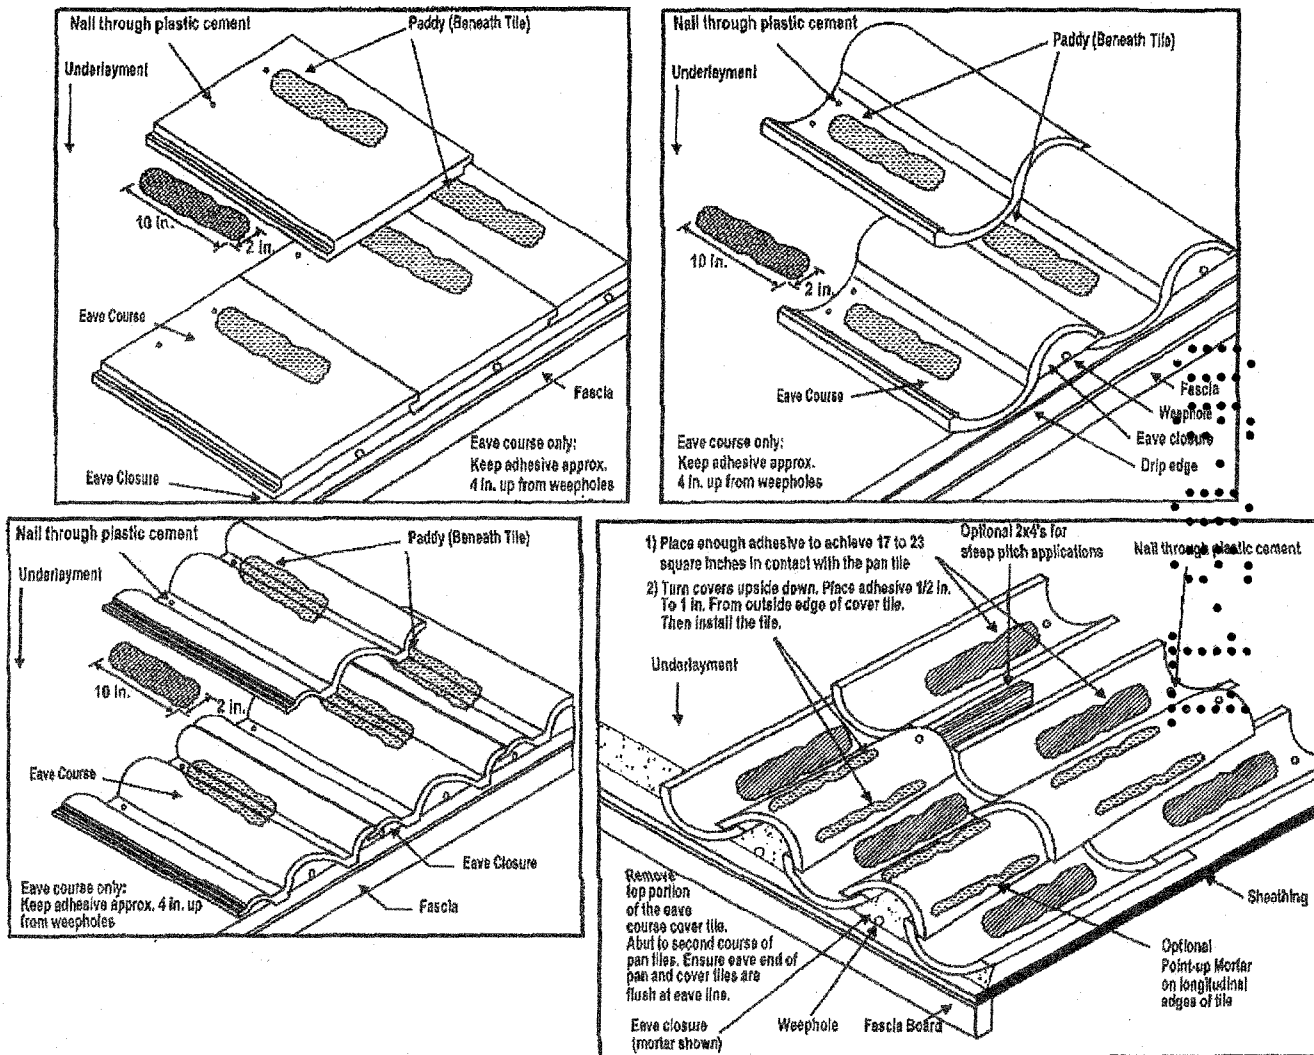 Nail through plastic cement
Paddy (Beneath Tile)
Underlayment
10 in.
2 in.
Eave Course
Fascia
Eave course only:
Keep adhesive approx.
4 in. up from weepholes
Eave Closure
Nail through plastic cement
Paddy (Beneath Tile)
Underlayment
10 in.
2 in.
Eave Course
Fascia
Weephole
Eave closure
Drip edge
Eave course only:
Keep adhesive approx.
4 in. up from weepholes
Nail through plastic cement
Paddy (Beneath Tile)
Underlayment
10 in.
2 in.
Eave Course
Eave Closure
Fascia
Eave course only:
Keep adhesive approx. 4 in. up
from weepholes
1) Place enough adhesive to achieve 17 to 23
square inches in contact with the pan tile
2) Turn covers upside down. Place adhesive 1/2 in.
To 1 in. From outside edge of cover tile.
Then install the tile.
Optional 2x4's for
steep pitch applications
Nail through plastic cement
Underlayment
Remove
top portion
of the eave
course cover tile.
Abut to second course of
pan tiles. Ensure eave end of
pan and cover tiles are
flush at eave line.
Eave closure
(mortar shown)
Weephole
Fascia Board
Sheathing
Optional
Point-up Mortar
on longitudinal
edges of tile